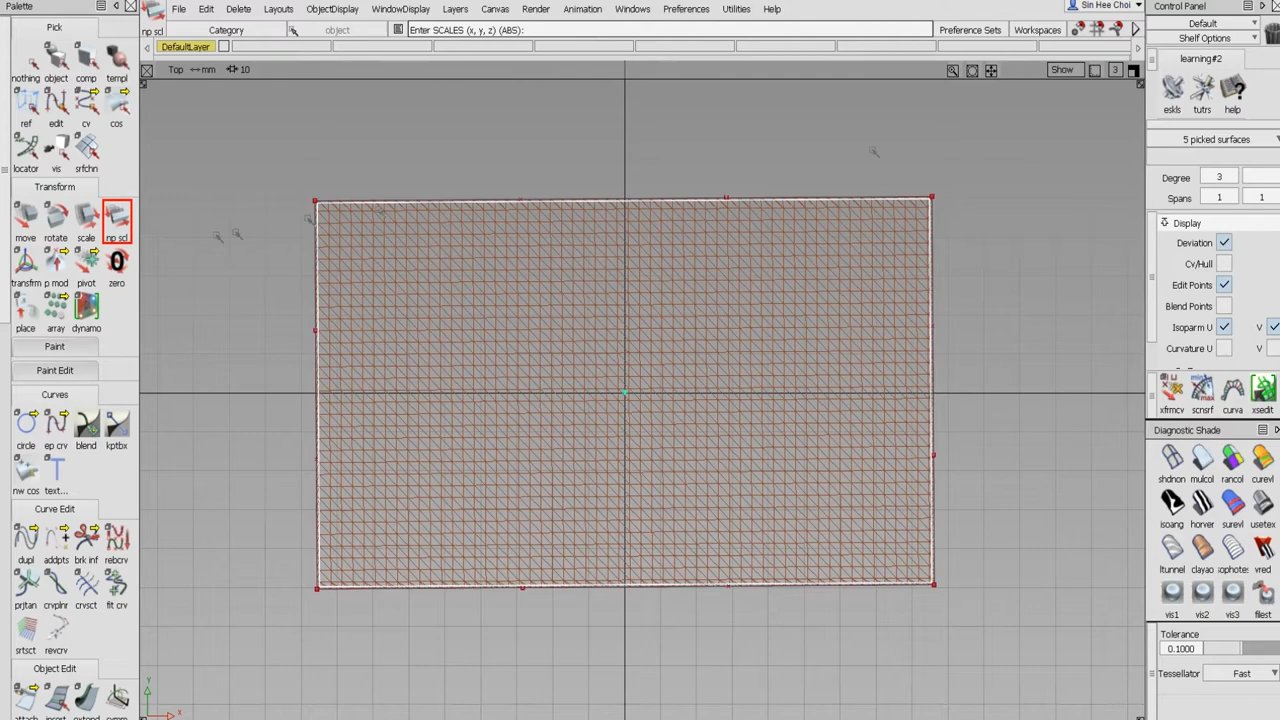 Palette
File Edit Delete Layouts ObjectDisplay WindowDisplay Layers Canvas Render Animation Windows Preferences Utilities Help
Sin Hee Choi
Control Panel
np scl
Category
object
Enter SCALES (x, y, z) (ABS):
Preference Sets
Workspaces
Default
Shelf Options
DefaultLayer
Top mm 10
Show
3
Pick
nothing object comp templ
ref edit cv cos
locator vis srfchn
Transform
move rotate scale np scl
transfrm p mod pivot zero
place array dynamo
Paint
Paint Edit
Curves
circle ep crv blend kptbx
nw cos text...
Curve Edit
dupl addpts brk inf rebcrv
prjtan crvplnr crvsct fit crv
srtsct revcrv
Object Edit
attach insert extend symm
learning#2
eskls tutrs help
5 picked surfaces
Degree 3
Spans 1 1
Display
Deviation
Cv/Hull
Edit Points
Blend Points
Isoparm U V
Curvature U V
xfrmcv scnsrf curva xsedit
Diagnostic Shade
shdnon mulcol rancol curevl
isoang horver surevl usetex
ltunnel clayao isophotes vred
vis1 vis2 vis3 filest
Tolerance
0.1000
Tessellator Fast
y
x